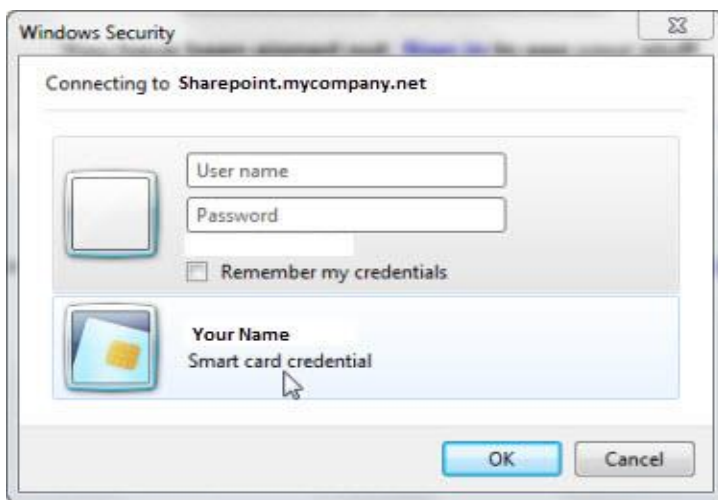 Windows Security
Connecting to Sharepoint.mycompany.net
User name
Password
Remember my credentials
Your Name
Smart card credential
OK
Cancel